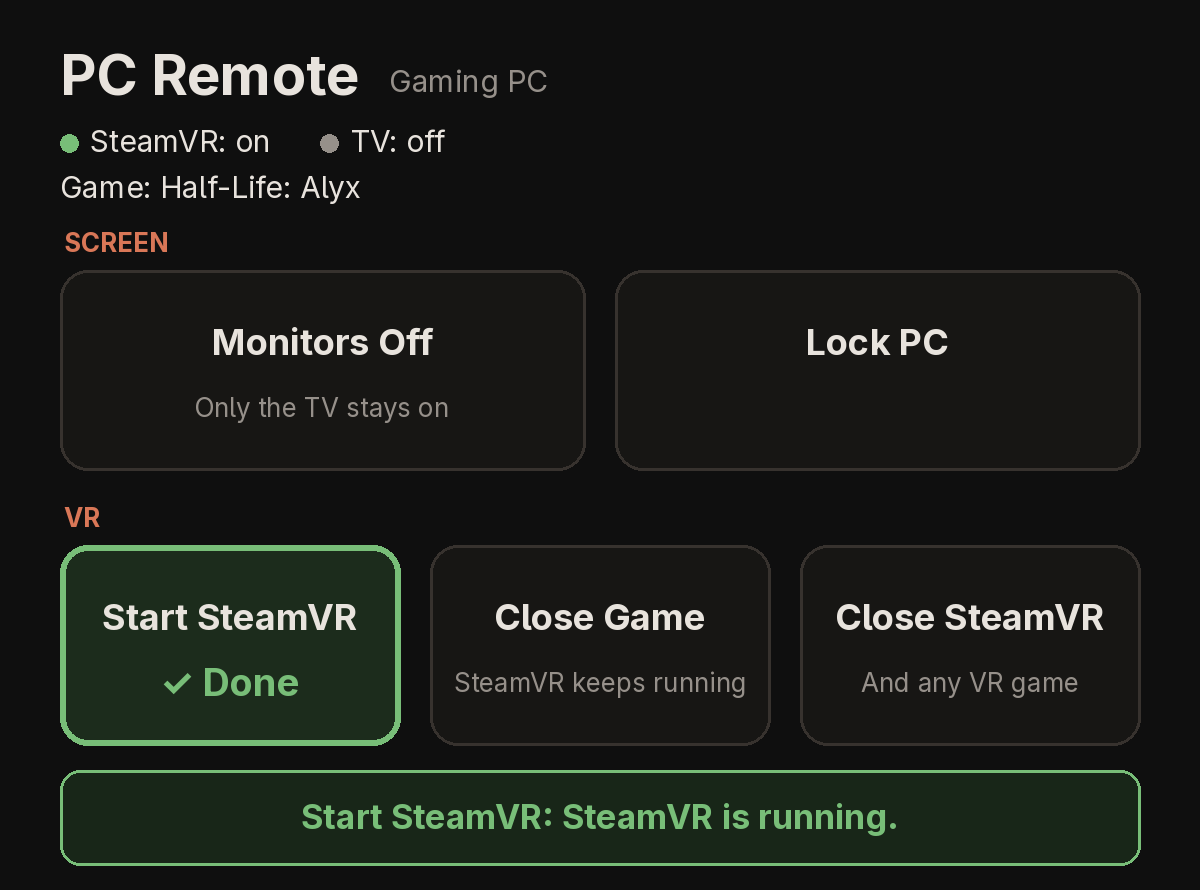 PC Remote Gaming PC
SteamVR: on TV: off
Game: Half-Life: Alyx
SCREEN
Monitors Off
Only the TV stays on
Lock PC
VR
Start SteamVR
✓ Done
Close Game
SteamVR keeps running
Close SteamVR
And any VR game
Start SteamVR: SteamVR is running.